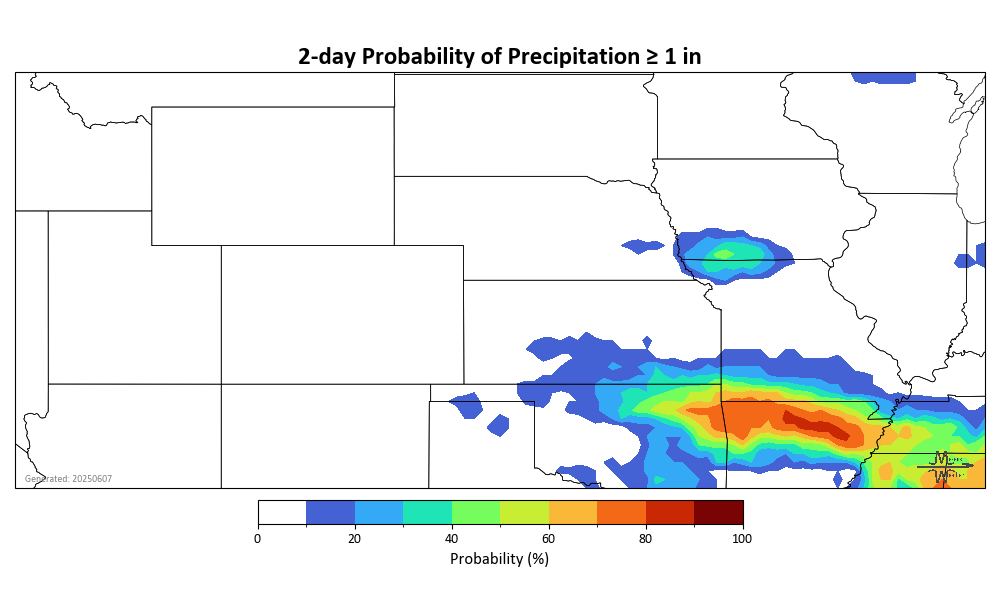 2-day Probability of Precipitation ≥ 1 in
Generated: 20250607
0 20 40 60 80 100
Probability (%)